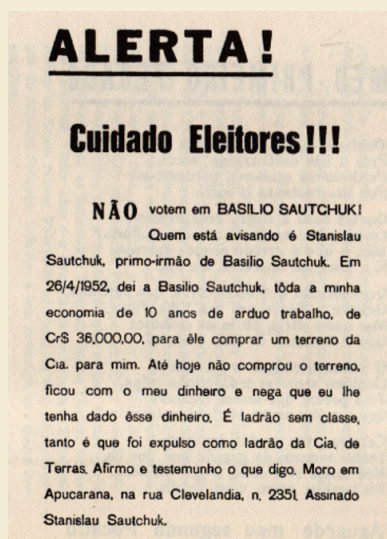 ALERTA!
Cuidado Eleitores!!!
NÃO votem em BASILIO SAUTCHUK!
Quem está avisando é Stanislau
Sautchuk, primo-irmão de Basilio Sautchuk. Em
26/4/1952, dei a Basilio Sautchuk, tôda a minha
economia de 10 anos de arduo trabalho, de
Cr$ 36.000,00, para êle comprar um terreno da
Cia. para mim. Até hoje não comprou o terreno,
ficou com o meu dinheiro e nega que eu lhe
tenha dado êsse dinheiro. É ladrão sem classe,
tanto é que foi expulso como ladrão da Cia. de
Terras. Afirmo e testemunho o que digo. Moro em
Apucarana, na rua Clevelandia, n. 2351. Assinado
Stanislau Sautchuk.